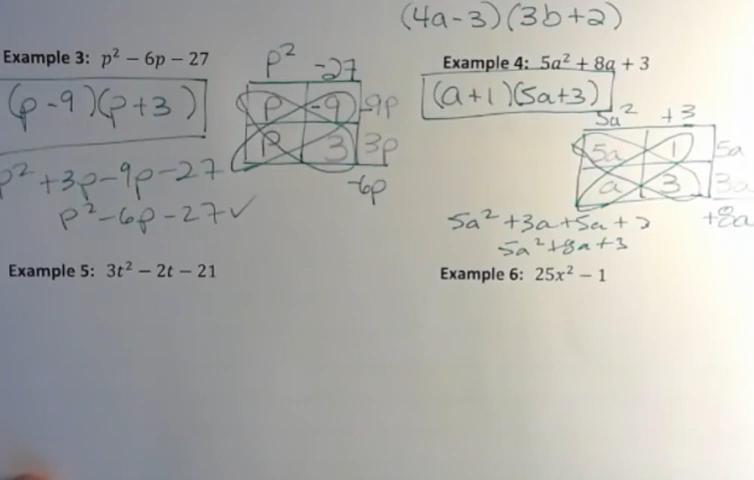 (4a-3)(3b+2)
Example 3: p² − 6p − 27
(p-9)(p+3)
p² -27
p -9 -9p
p 3 3p
-6p
p²+3p-9p-27
p²-6p-27✓
Example 4: 5a² + 8a + 3
(a+1)(5a+3)
5a² +3
5a 1 5a
a 3 3a
+8a
5a²+3a+5a+
5a²+8a+3
Example 5: 3t² − 2t − 21
Example 6: 25x² − 1